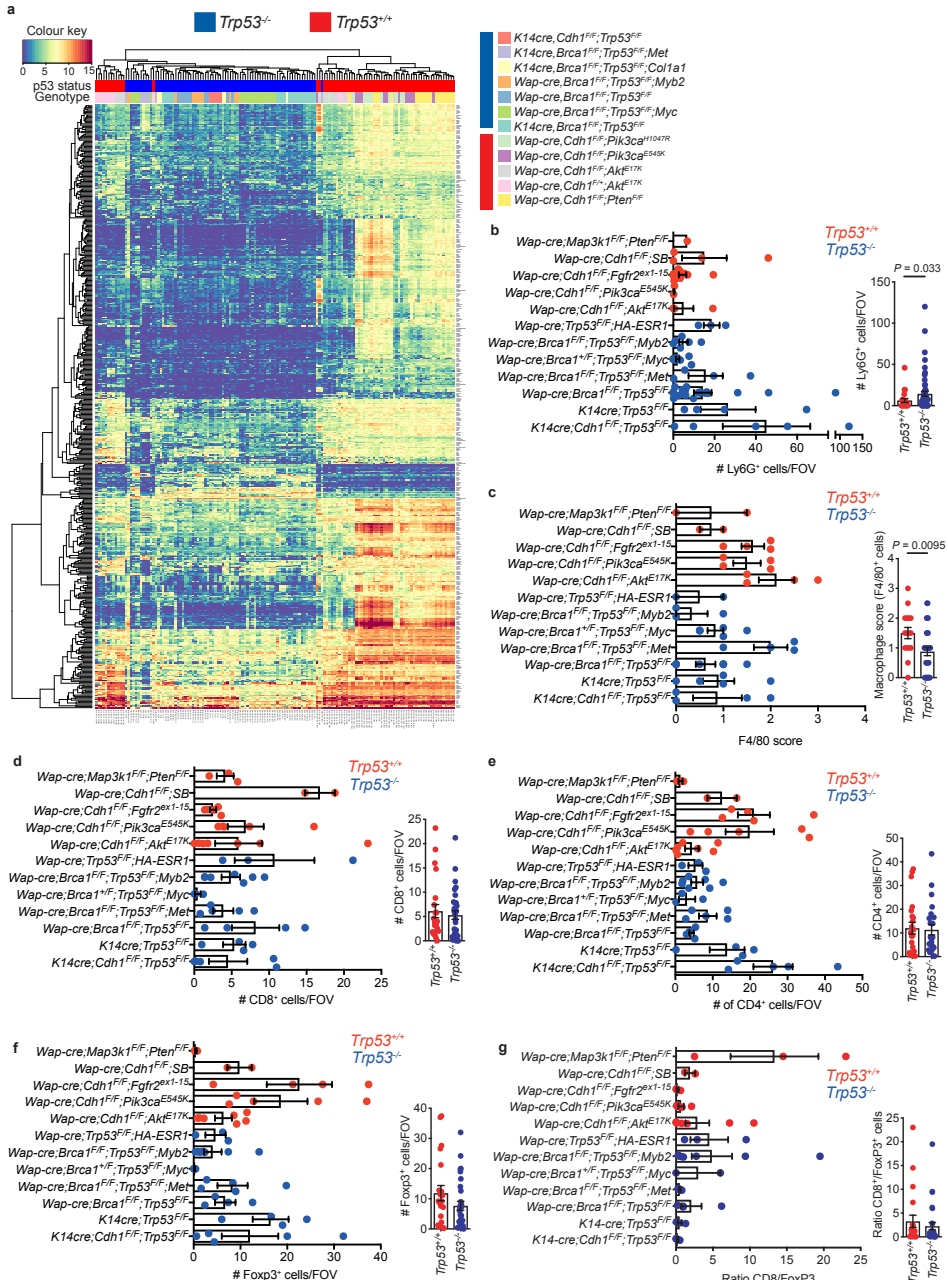 a
Trp53-/-
Trp53+/+
Colour key
0 5 10 15
p53 status
Genotype
K14cre,Cdh1F/F;Trp53F/F
K14cre,Brca1F/F;Trp53F/F;Met
K14cre,Brca1F/F;Trp53F/F;Col1a1
Wap-cre,Brca1F/F;Trp53F/F;Myb2
Wap-cre,Brca1F/F;Trp53F/F
Wap-cre,Brca1F/F;Trp53F/F;Myc
K14cre,Brca1F/F;Trp53F/F
Wap-cre,Cdh1F/F;Pik3caH1047R
Wap-cre,Cdh1F/F;Pik3caE545K
Wap-cre,Cdh1F/F;AktE17K
Wap-cre,Cdh1F/+;AktE17K
Wap-cre,Cdh1F/F;PtenF/F
b
Trp53+/+
Trp53-/-
Wap-cre;Map3k1F/F;PtenF/F
Wap-cre;Cdh1F/F;SB
Wap-cre;Cdh1F/F;Fgfr2ex1-15
Wap-cre;Cdh1F/F;Pik3caE545K
Wap-cre;Cdh1F/F;AktE17K
Wap-cre;Trp53F/F;HA-ESR1
Wap-cre;Brca1F/F;Trp53F/F;Myb2
Wap-cre;Brca1+/F;Trp53F/F;Myc
Wap-cre;Brca1F/F;Trp53F/F;Met
Wap-cre;Brca1F/F;Trp53F/F
K14cre;Trp53F/F
K14cre;Cdh1F/F;Trp53F/F
0 20 40 60 80 100 150
# Ly6G+ cells/FOV
P = 0.033
# Ly6G+ cells/FOV
150
100
50
0
Trp53+/+
Trp53-/-
c
Trp53+/+
Trp53-/-
Wap-cre;Map3k1F/F;PtenF/F
Wap-cre;Cdh1F/F;SB
Wap-cre;Cdh1F/F;Fgfr2ex1-15
Wap-cre;Cdh1F/F;Pik3caE545K
Wap-cre;Cdh1F/F;AktE17K
Wap-cre;Trp53F/F;HA-ESR1
Wap-cre;Brca1F/F;Trp53F/F;Myb2
Wap-cre;Brca1+/F;Trp53F/F;Myc
Wap-cre;Brca1F/F;Trp53F/F;Met
Wap-cre;Brca1F/F;Trp53F/F
K14cre;Trp53F/F
K14cre;Cdh1F/F;Trp53F/F
0 1 2 3 4
F4/80 score
P = 0.0095
Macrophage score (F4/80+ cells)
4
3
2
1
0
Trp53+/+
Trp53-/-
d
Trp53+/+
Trp53-/-
Wap-cre;Map3k1F/F;PtenF/F
Wap-cre;Cdh1F/F;SB
Wap-cre;Cdh1F/F;Fgfr2ex1-15
Wap-cre;Cdh1F/F;Pik3caE545K
Wap-cre;Cdh1F/F;AktE17K
Wap-cre;Trp53F/F;HA-ESR1
Wap-cre;Brca1F/F;Trp53F/F;Myb2
Wap-cre;Brca1+/F;Trp53F/F;Myc
Wap-cre;Brca1F/F;Trp53F/F;Met
Wap-cre;Brca1F/F;Trp53F/F
K14cre;Trp53F/F
K14cre;Cdh1F/F;Trp53F/F
0 5 10 15 20 25
# CD8+ cells/FOV
# CD8+ cells/FOV
25
20
15
10
5
0
Trp53+/+
Trp53-/-
e
Trp53+/+
Trp53-/-
Wap-cre;Map3k1F/F;PtenF/F
Wap-cre;Cdh1F/F;SB
Wap-cre;Cdh1F/F;Fgfr2ex1-15
Wap-cre;Cdh1F/F;Pik3caE545K
Wap-cre;Cdh1F/F;AktE17K
Wap-cre;Trp53F/F;HA-ESR1
Wap-cre;Brca1F/F;Trp53F/F;Myb2
Wap-cre;Brca1+/F;Trp53F/F;Myc
Wap-cre;Brca1F/F;Trp53F/F;Met
Wap-cre;Brca1F/F;Trp53F/F
K14cre;Trp53F/F
K14cre;Cdh1F/F;Trp53F/F
0 10 20 30 40 50
# of CD4+ cells/FOV
# CD4+ cells/FOV
50
40
30
20
10
0
Trp53+/+
Trp53-/-
f
Trp53+/+
Trp53-/-
Wap-cre;Map3k1F/F;PtenF/F
Wap-cre;Cdh1F/F;SB
Wap-cre;Cdh1F/F;Fgfr2ex1-15
Wap-cre;Cdh1F/F;Pik3caE545K
Wap-cre;Cdh1F/F;AktE17K
Wap-cre;Trp53F/F;HA-ESR1
Wap-cre;Brca1F/F;Trp53F/F;Myb2
Wap-cre;Brca1+/F;Trp53F/F;Myc
Wap-cre;Brca1F/F;Trp53F/F;Met
Wap-cre;Brca1F/F;Trp53F/F
K14cre;Trp53F/F
K14cre;Cdh1F/F;Trp53F/F
0 10 20 30 40
# Foxp3+ cells/FOV
# Foxp3+ cells/FOV
40
30
20
10
0
Trp53+/+
Trp53-/-
g
Trp53+/+
Trp53-/-
Wap-cre;Map3k1F/F;PtenF/F
Wap-cre;Cdh1F/F;SB
Wap-cre;Cdh1F/F;Fgfr2ex1-15
Wap-cre;Cdh1F/F;Pik3caE545K
Wap-cre;Cdh1F/F;AktE17K
Wap-cre;Trp53F/F;HA-ESR1
Wap-cre;Brca1F/F;Trp53F/F;Myb2
Wap-cre;Brca1+/F;Trp53F/F;Myc
Wap-cre;Brca1F/F;Trp53F/F;Met
Wap-cre;Brca1F/F;Trp53F/F
K14-cre;Trp53F/F
K14-cre;Cdh1F/F;Trp53F/F
0 5 10 15 20 25
Ratio CD8/FoxP3
Ratio CD8+/FoxP3+ cells
25
20
15
10
5
0
Trp53+/+
Trp53-/-